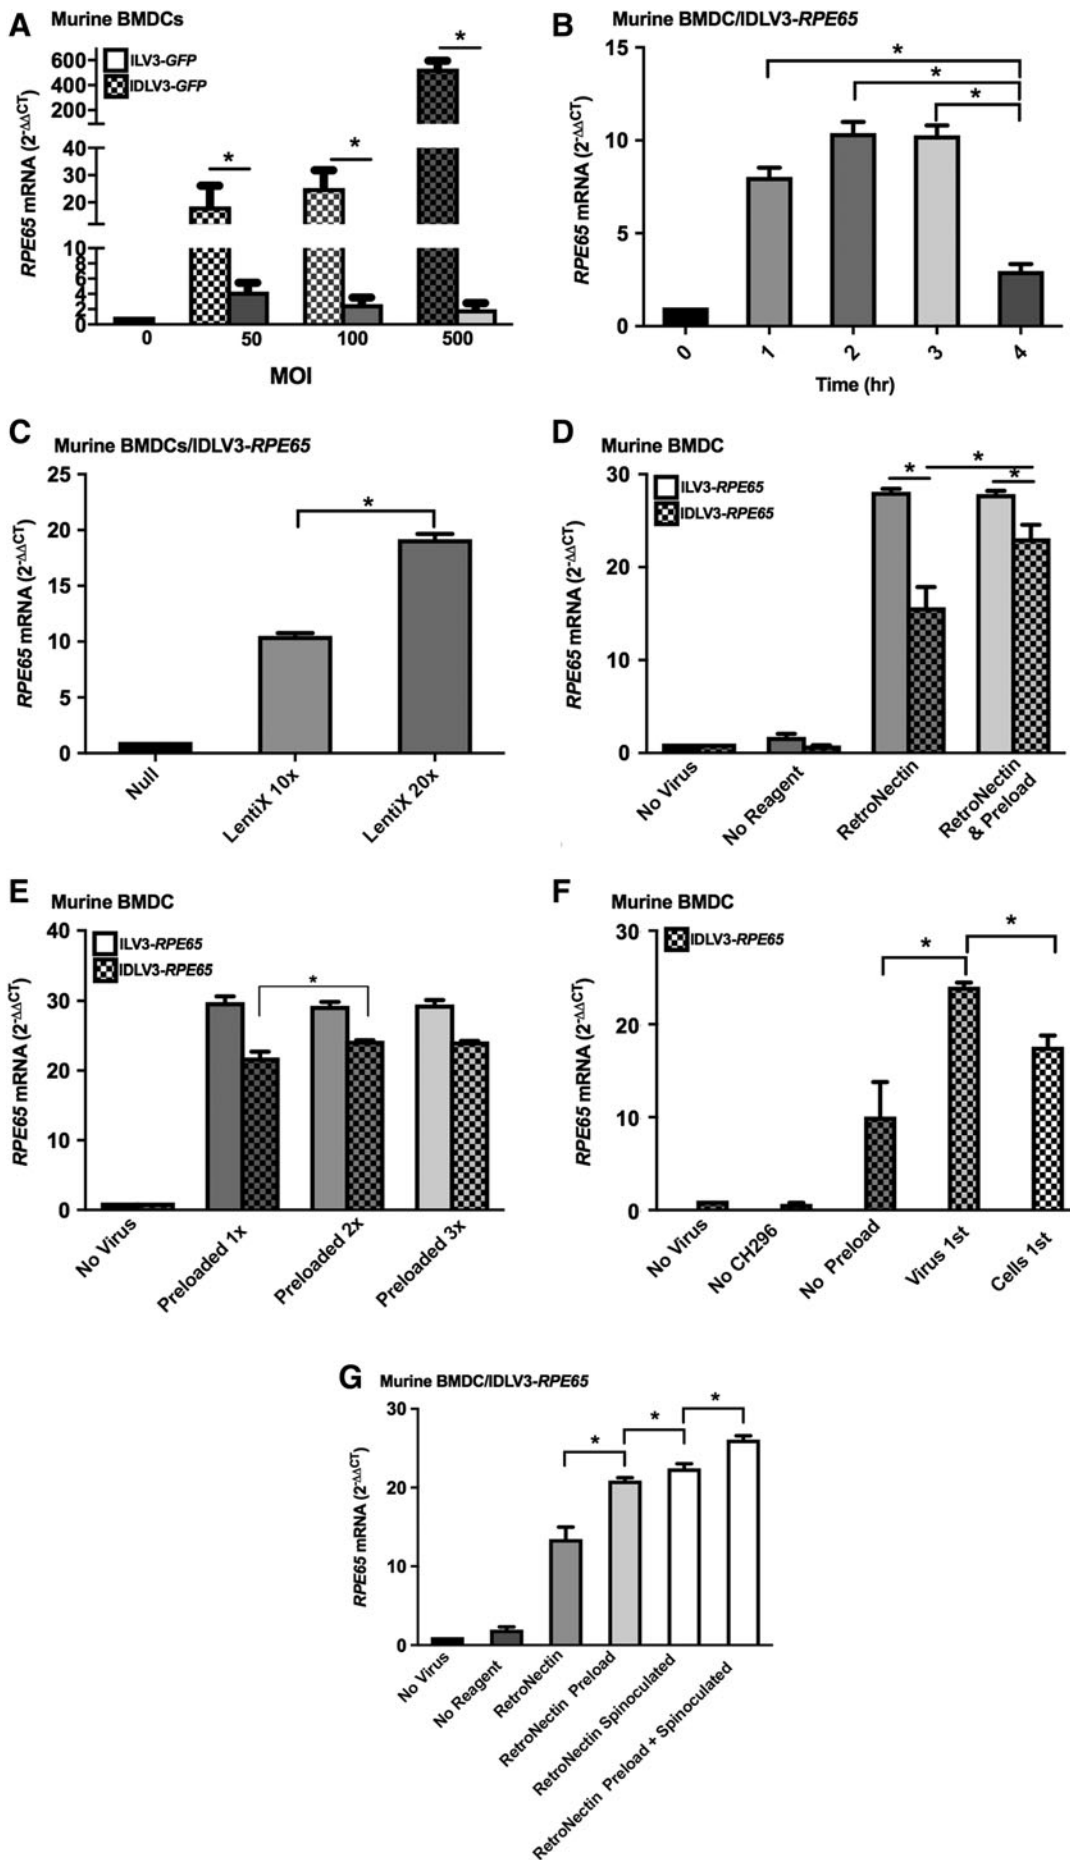 A Murine BMDCs
*
600
400
200
ILV3-GFP
IDLV3-GFP
*
*
40
30
20
10
8
6
4
2
0
RPE65 mRNA (2-ΔΔCT)
0 50 100 500
MOI
B Murine BMDC/IDLV3-RPE65
*
*
*
15
10
5
0
RPE65 mRNA (2-ΔΔCT)
0 1 2 3 4
Time (hr)
C Murine BMDCs/IDLV3-RPE65
*
25
20
15
10
5
0
RPE65 mRNA (2-ΔΔCT)
Null LentiX 10x LentiX 20x
D Murine BMDC
ILV3-RPE65
IDLV3-RPE65
* * *
30
20
10
0
RPE65 mRNA (2-ΔΔCT)
No Virus No Reagent RetroNectin RetroNectin
& Preload
E Murine BMDC
ILV3-RPE65
IDLV3-RPE65
*
40
30
20
10
0
RPE65 mRNA (2-ΔΔCT)
No Virus Preloaded 1x Preloaded 2x Preloaded 3x
F Murine BMDC
IDLV3-RPE65
* *
30
20
10
0
RPE65 mRNA (2-ΔΔCT)
No Virus No CH296 No Preload Virus 1st Cells 1st
G Murine BMDC/IDLV3-RPE65
* * *
30
20
10
0
RPE65 mRNA (2-ΔΔCT)
No Virus
No Reagent
RetroNectin
RetroNectin Preload
RetroNectin Spinoculated
RetroNectin Preload + Spinoculated